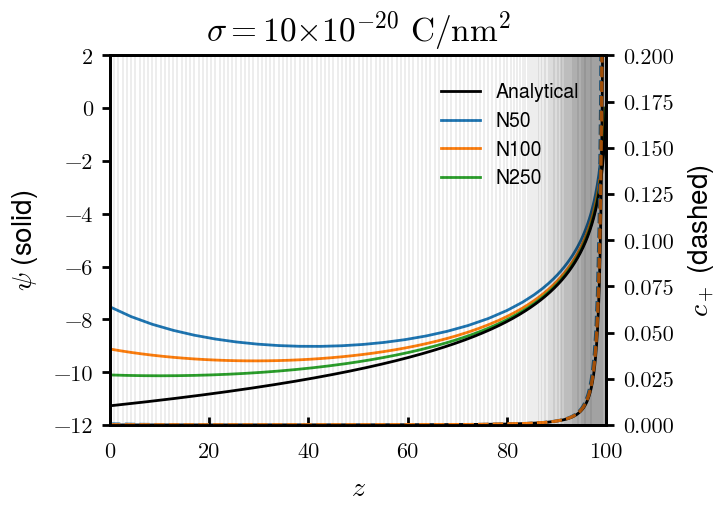 σ = 10×10⁻²⁰ C/nm²
2
0
−2
−4
−6
−8
−10
−12
ψ (solid)
Analytical
N50
N100
N250
0.200
0.175
0.150
0.125
0.100
0.075
0.050
0.025
0.000
c₊ (dashed)
0 20 40 60 80 100
z